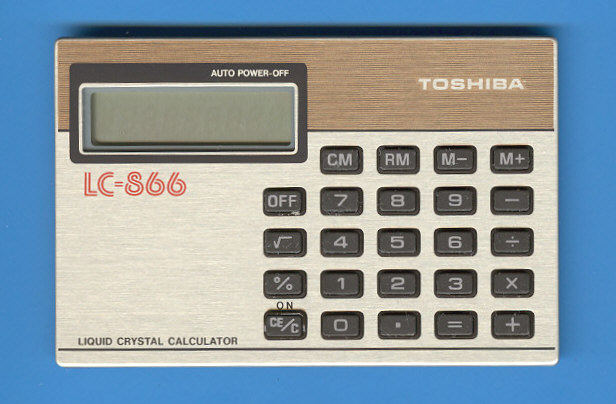 AUTO POWER-OFF
TOSHIBA
LC-866
CM RM M− M+
OFF 7 8 9 −
√ 4 5 6 ÷
% 1 2 3 ×
ON
CE/C 0 . = +
LIQUID CRYSTAL CALCULATOR